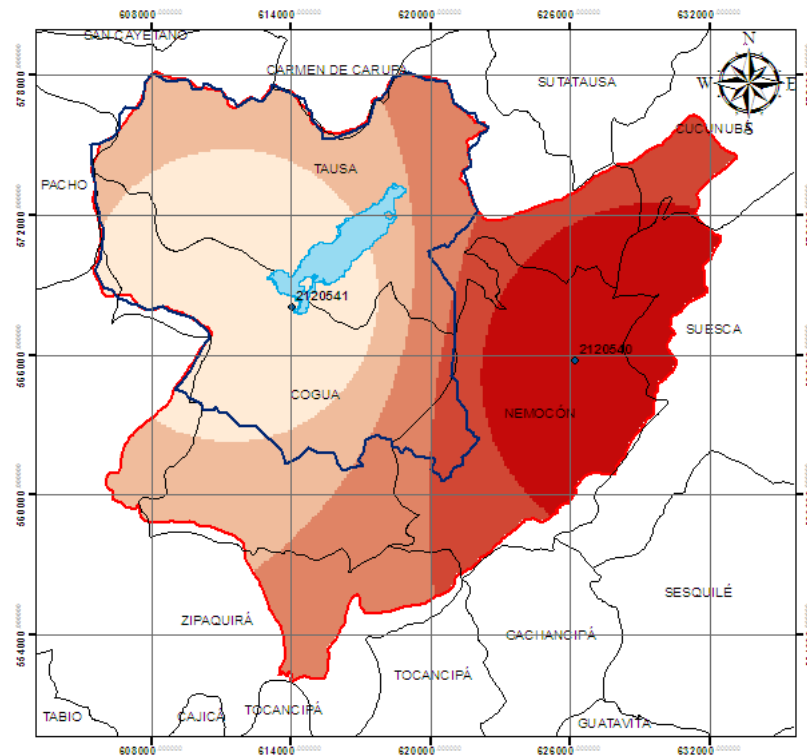 608000 614000 620000 626000 632000
SAN CAYETANO
N
CARMEN DE CARUPA
SUTATAUSA
W E
578000
S
CUCUNUBÁ
TAUSA
PACHO
572000
2120541
SUESCA
566000
2120540
COGUA
NEMOCÓN
560000
SESQUILÉ
ZIPAQUIRÁ
GACHANCIPÁ
554000
TOCANCIPÁ
TABIO
CAJICÁ
TOCANCIPÁ
GUATAVITA
608000 614000 620000 626000 632000